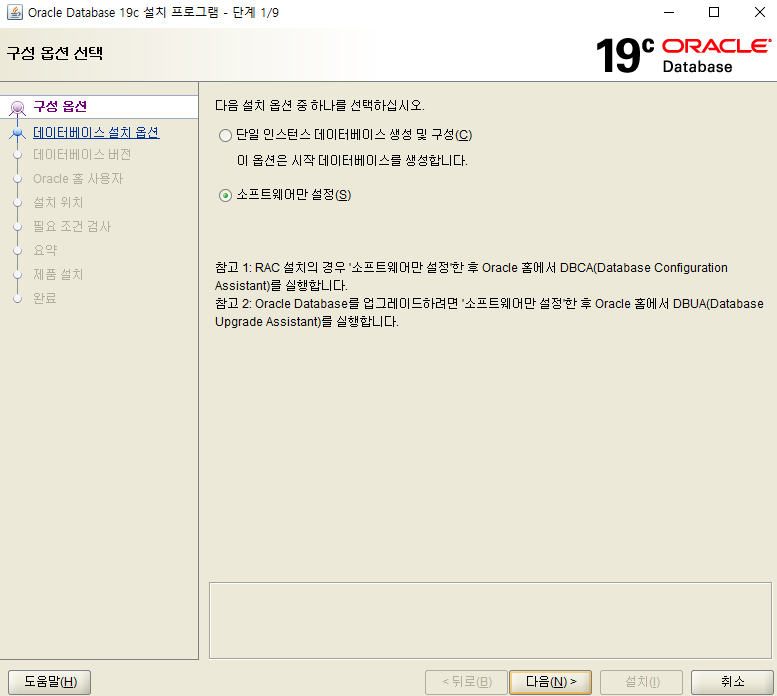 Oracle Database 19c 설치 프로그램 - 단계 1/9
구성 옵션 선택
19c ORACLE
Database
구성 옵션
데이터베이스 설치 옵션
데이터베이스 버전
Oracle 홈 사용자
설치 위치
필요 조건 검사
요약
제품 설치
완료
다음 설치 옵션 중 하나를 선택하십시오.
단일 인스턴스 데이터베이스 생성 및 구성(C)
이 옵션은 시작 데이터베이스를 생성합니다.
소프트웨어만 설정(S)
참고 1: RAC 설치의 경우 '소프트웨어만 설정'한 후 Oracle 홈에서 DBCA(Database Configuration
Assistant)를 실행합니다.
참고 2: Oracle Database를 업그레이드하려면 '소프트웨어만 설정'한 후 Oracle 홈에서 DBUA(Database
Upgrade Assistant)를 실행합니다.
도움말(H)
< 뒤로(B)
다음(N) >
설치(I)
취소